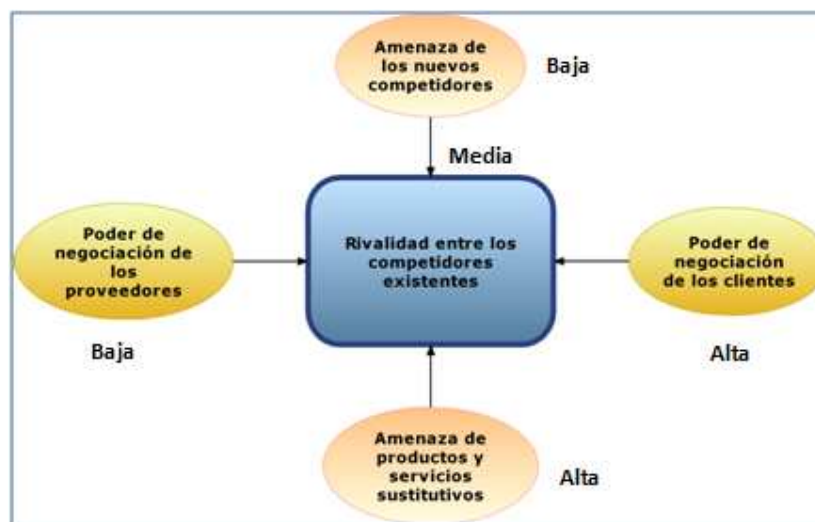 Amenaza de
los nuevos
competidores
Baja
Media
Poder de
negociación de
los
proveedores
Baja
Rivalidad entre los
competidores
existentes
Poder de
negociación
de los clientes
Alta
Amenaza de
productos y
servicios
sustitutivos
Alta